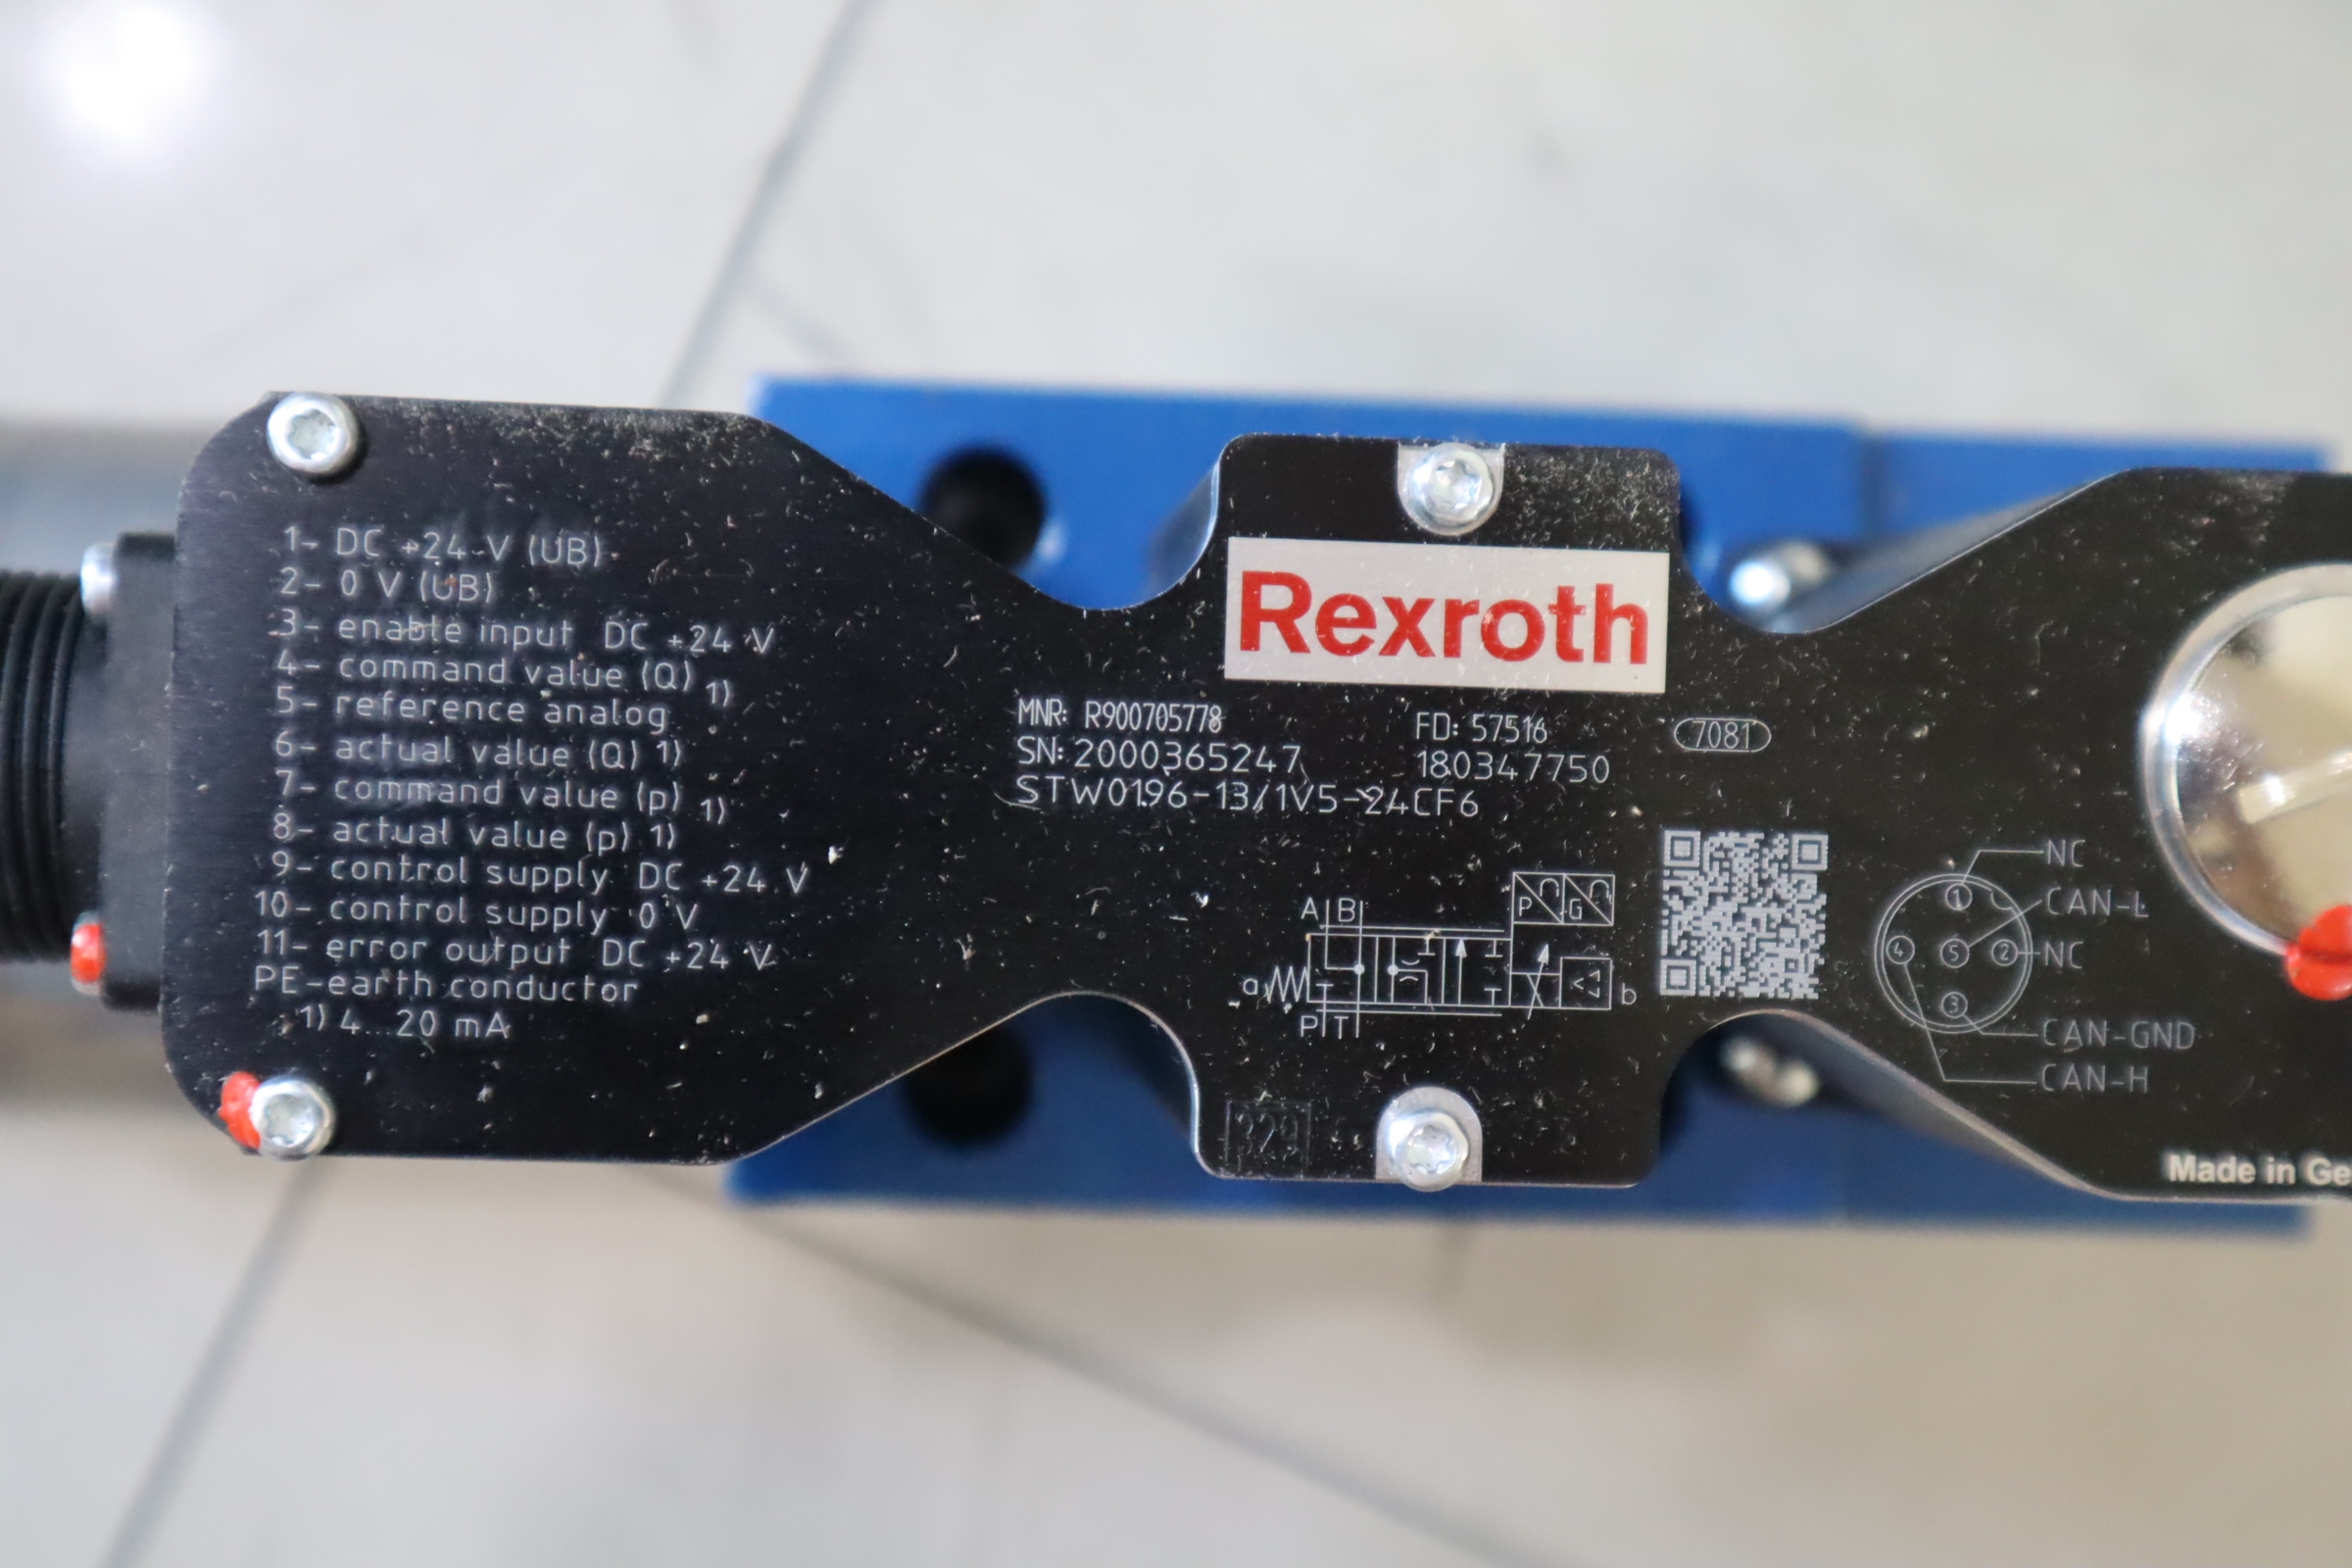 1- DC +24 V (UB)
2- 0 V (UB)
3- enable input DC +24 V
4- command value (Q) 1)
5- reference analog
6- actual value (Q) 1)
7- command value (p) 1)
8- actual value (p) 1)
9- control supply DC +24 V
10- control supply 0 V
11- error output DC +24 V
PE-earth conductor
1) 4...20 mA
Rexroth
MNR: R900705778 FD: 57516 7081
SN: 2000365247 180347750
STW0196-13/1V5-24CF6
A B
P G
a b
P T
329
NC
1
CAN-L
4 5 2
NC
3
CAN-GND
CAN-H
Made in Ge